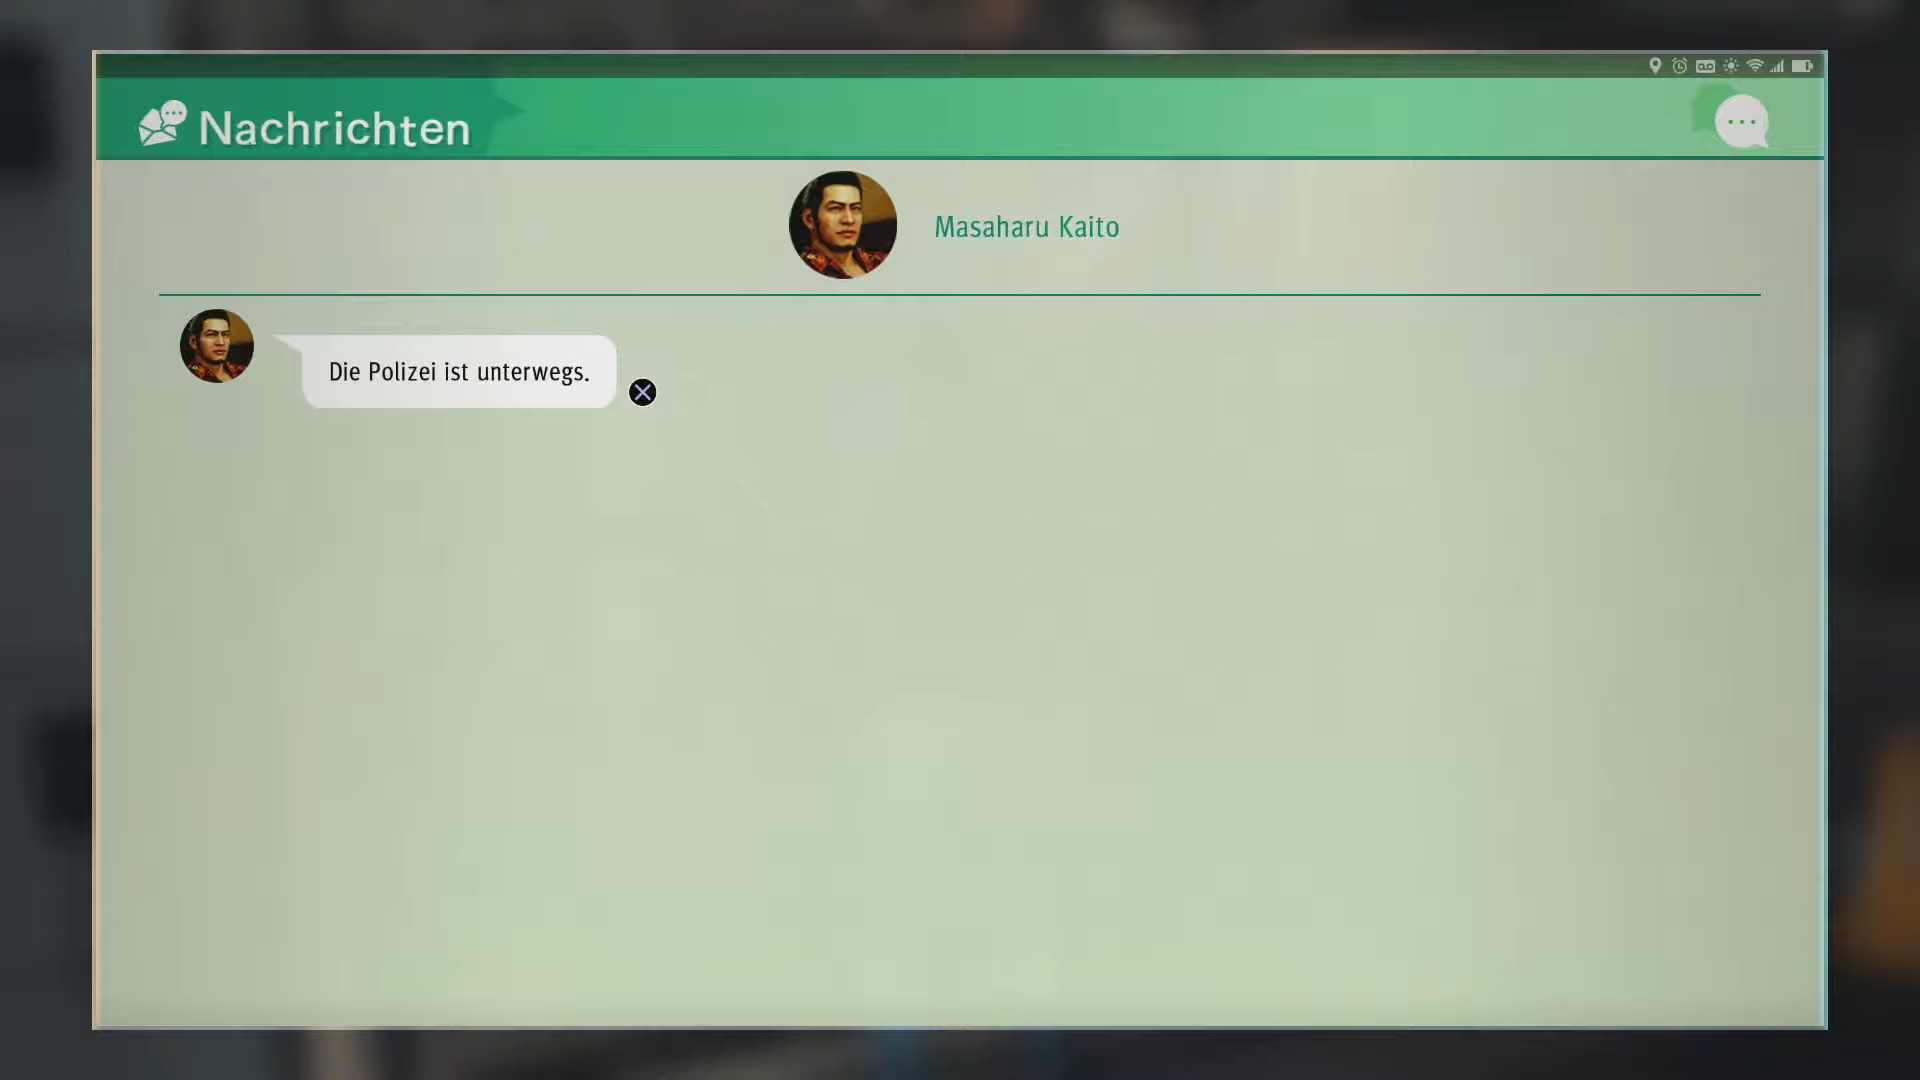 Nachrichten
Masaharu Kaito
Die Polizei ist unterwegs.